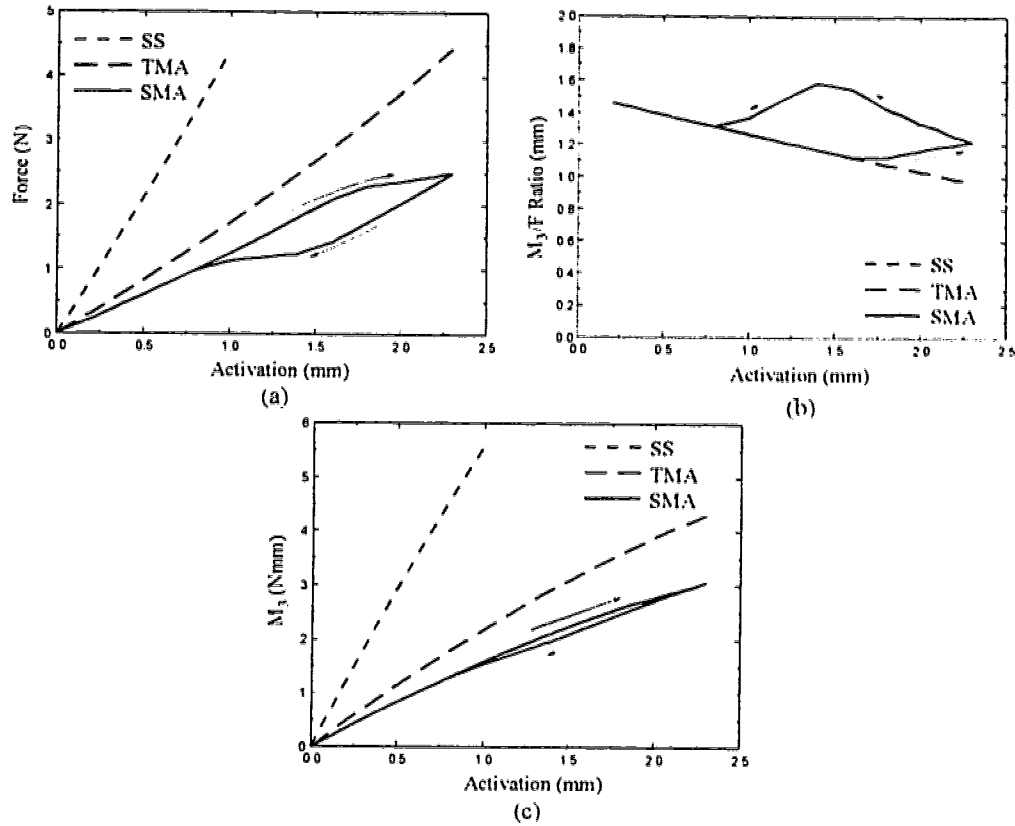 5
4
3
2
1
0
Force (N)
SS
TMA
SMA
0.0 0.5 1.0 1.5 2.0 2.5
Activation (mm)
(a)
2.0
1.8
1.6
1.4
1.2
1.0
0.8
0.6
0.4
0.2
0.0
M3/F Ratio (mm)
SS
TMA
SMA
0.0 0.5 1.0 1.5 2.0 2.5
Activation (mm)
(b)
6
5
4
3
2
1
0
M3 (Nmm)
SS
TMA
SMA
0.0 0.5 1.0 1.5 2.0 2.5
Activation (mm)
(c)